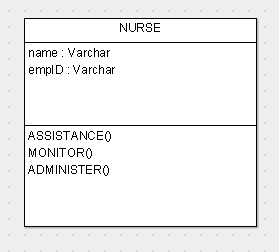 NURSE
name : Varchar
empID : Varchar
ASSISTANCE()
MONITOR()
ADMINISTER()